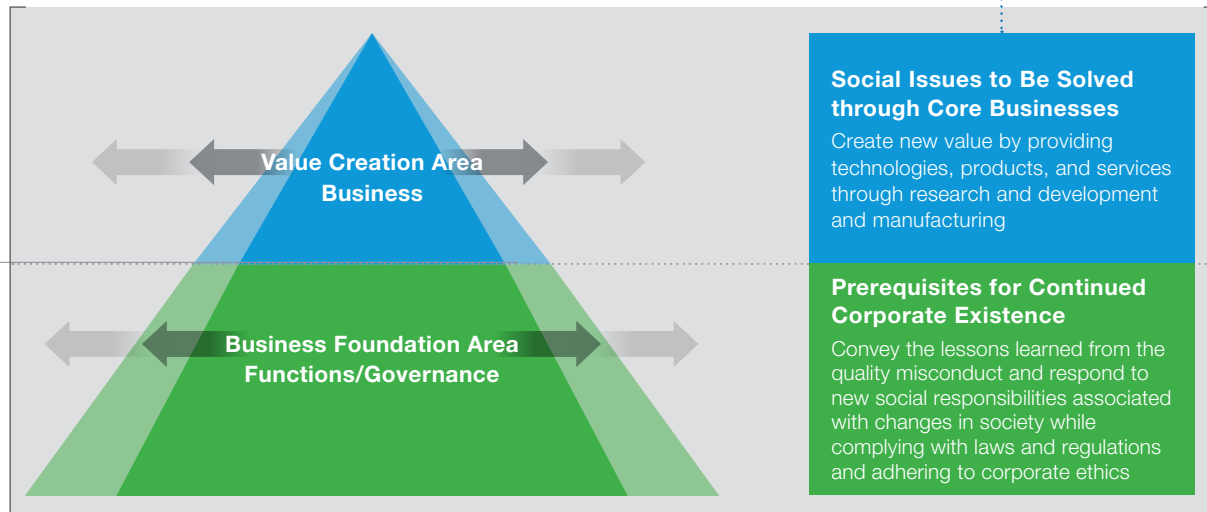 Value Creation Area
Business
Business Foundation Area
Functions/Governance
Social Issues to Be Solved
through Core Businesses
Create new value by providing
technologies, products, and services
through research and development
and manufacturing
Prerequisites for Continued
Corporate Existence
Convey the lessons learned from the
quality misconduct and respond to
new social responsibilities associated
with changes in society while
complying with laws and regulations
and adhering to corporate ethics